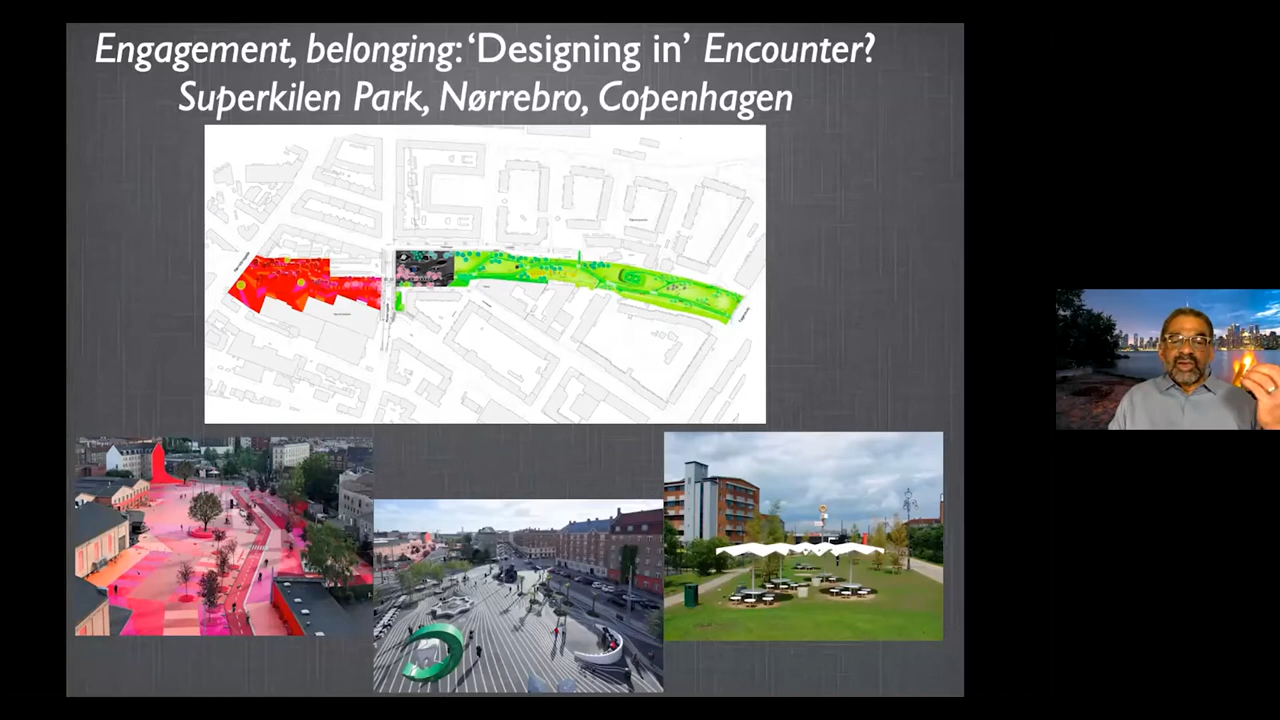 Engagement, belonging: ‘Designing in’ Encounter?
Superkilen Park, Nørrebro, Copenhagen